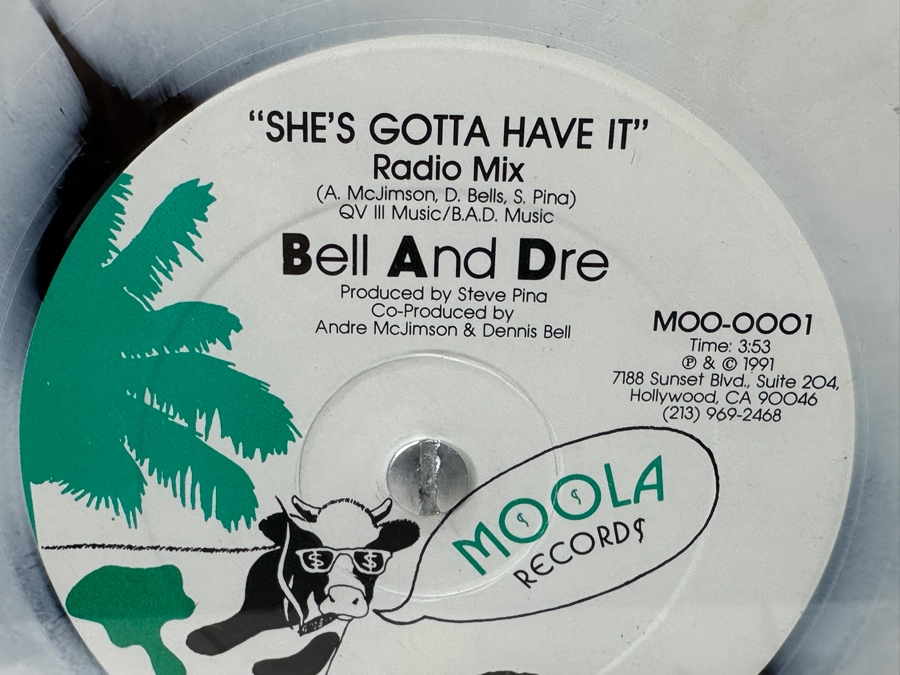 “SHE’S GOTTA HAVE IT”
Radio Mix
(A. McJimson, D. Bells, S. Pina)
QV III Music/B.A.D. Music
Bell And Dre
Produced by Steve Pina
Co-Produced by
Andre McJimson & Dennis Bell
MOO-0001
Time: 3:53
℗ & © 1991
7188 Sunset Blvd., Suite 204,
Hollywood, CA 90046
(213) 969-2468
MOOLA
RECORD$
$ $